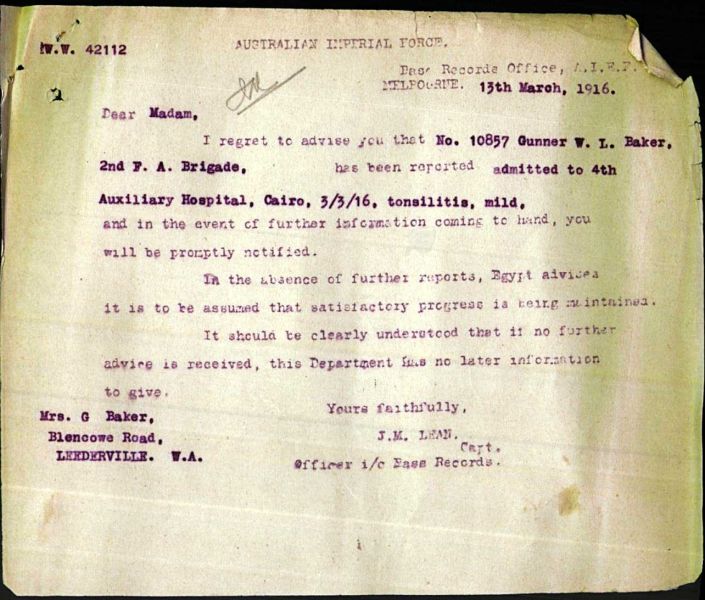 W.W. 42112
AUSTRALIAN IMPERIAL FORCE.
Base Records Office, A.I.F.
MELBOURNE. 13th March, 1916.
Dear Madam,
I regret to advise you that No. 10857 Gunner W. L. Baker,
2nd F. A. Brigade, has been reported admitted to 4th
Auxiliary Hospital, Cairo, 3/3/16, tonsilitis, mild,
and in the event of further information coming to hand, you
will be promptly notified.
In the absence of further reports, Egypt advises
it is to be assumed that satisfactory progress is being maintained.
It should be clearly understood that if no further
advice is received, this Department has no later information
to give.
Yours faithfully,
J.M. LEAN.
Capt.
Officer i/c Base Records.
Mrs. G Baker,
Blencowe Road,
LEEDERVILLE. W.A.